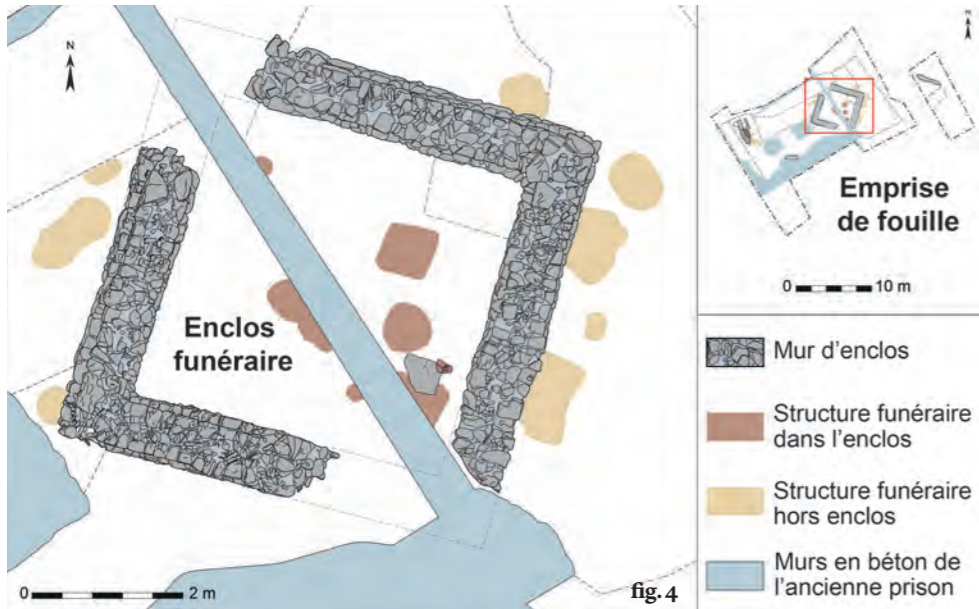 N
Enclos
funéraire
0 2 m
fig. 4
N
Emprise
de fouille
0 10 m
Mur d'enclos
Structure funéraire
dans l'enclos
Structure funéraire
hors enclos
Murs en béton de
l'ancienne prison